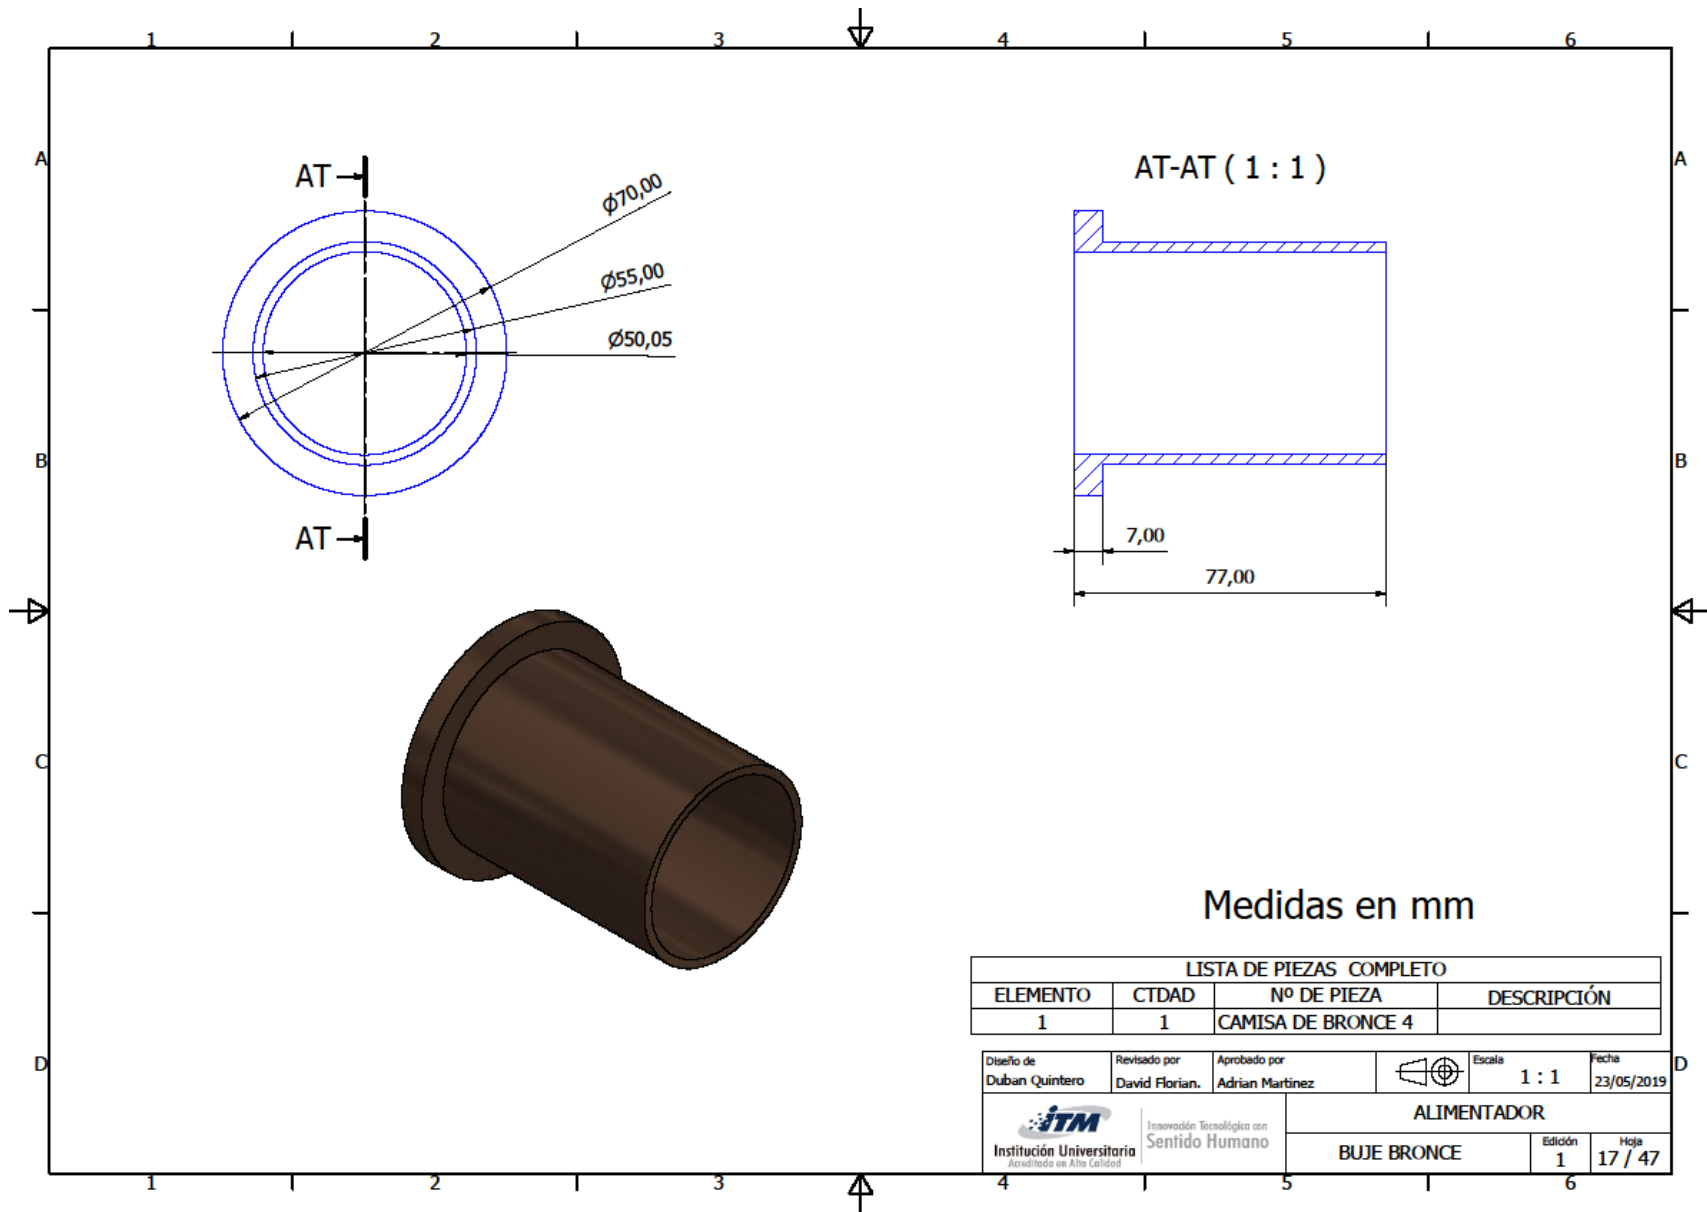 1 2 3 4 5 6
A A
AT
AT-AT ( 1 : 1 )
Ø70,00
Ø55,00
Ø50,05
B B
AT
7,00
77,00
C C
Medidas en mm
LISTA DE PIEZAS COMPLETO
ELEMENTO CTDAD Nº DE PIEZA DESCRIPCIÓN
1 1 CAMISA DE BRONCE 4
D D
Diseño de Revisado por Aprobado por Escala Fecha
Duban Quintero David Florian. Adrian Martinez 1 : 1 23/05/2019
ALIMENTADOR
iTM
Institución Universitaria
Acreditada en Alta Calidad
Innovación Tecnológica con
Sentido Humano
BUJE BRONCE
Edición
1
Hoja
17 / 47
1 2 3 4 5 6